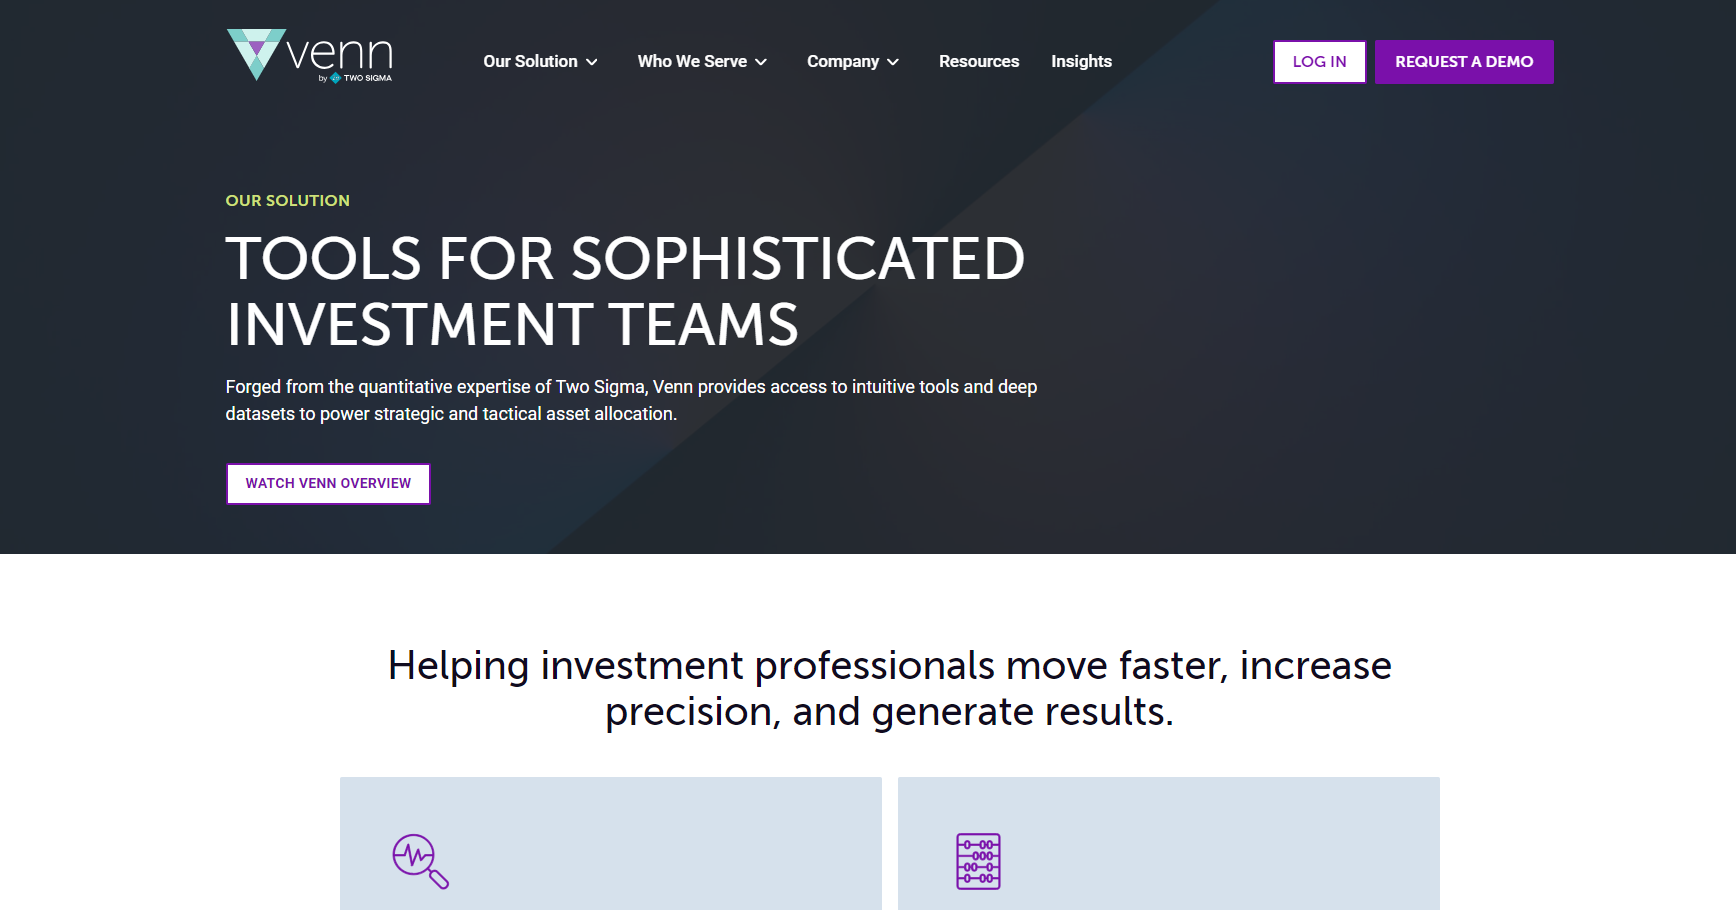 venn
by TWO SIGMA
Our Solution
Who We Serve
Company
Resources
Insights
LOG IN
REQUEST A DEMO
OUR SOLUTION
TOOLS FOR SOPHISTICATED
INVESTMENT TEAMS
Forged from the quantitative expertise of Two Sigma, Venn provides access to intuitive tools and deep
datasets to power strategic and tactical asset allocation.
WATCH VENN OVERVIEW
Helping investment professionals move faster, increase
precision, and generate results.